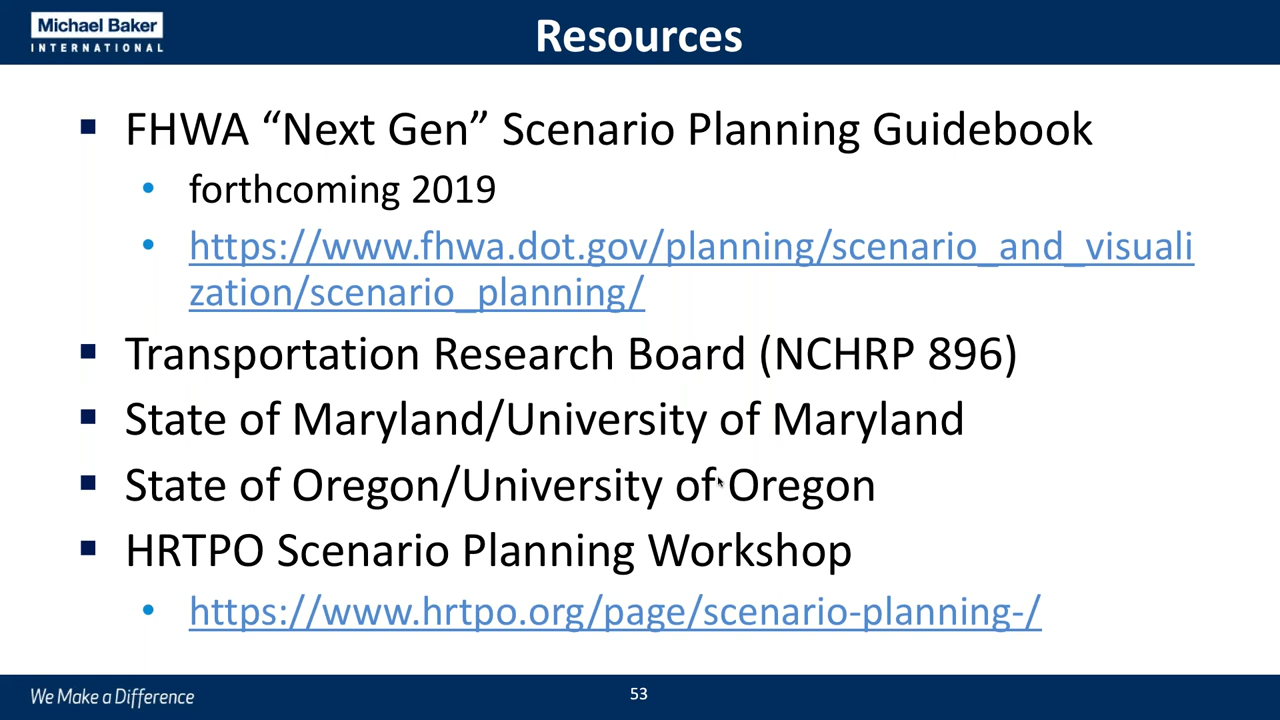 Michael Baker
INTERNATIONAL
Resources
FHWA “Next Gen” Scenario Planning Guidebook
forthcoming 2019
https://www.fhwa.dot.gov/planning/scenario_and_visuali
zation/scenario_planning/
Transportation Research Board (NCHRP 896)
State of Maryland/University of Maryland
State of Oregon/University of Oregon
HRTPO Scenario Planning Workshop
https://www.hrtpo.org/page/scenario-planning-/
We Make a Difference
53